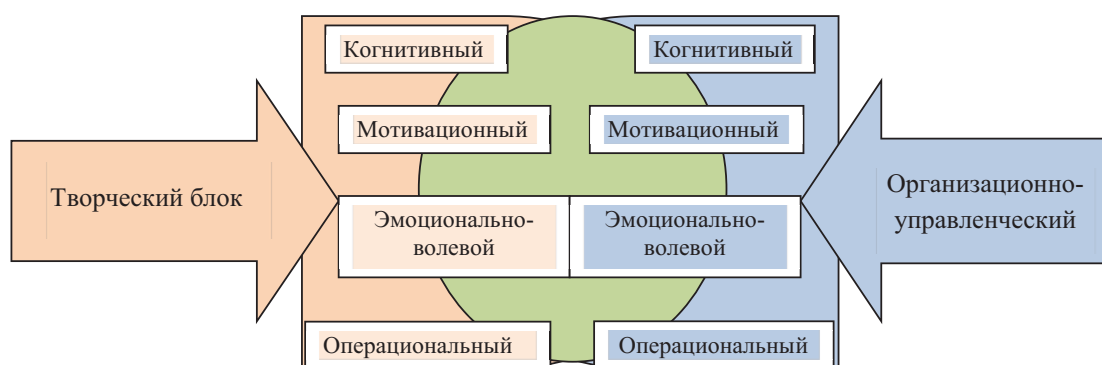 Когнитивный
Когнитивный
Мотивационный
Мотивационный
Творческий блок
Организационно-
управленческий
Эмоционально-
волевой
Эмоционально-
волевой
Операциональный
Операциональный